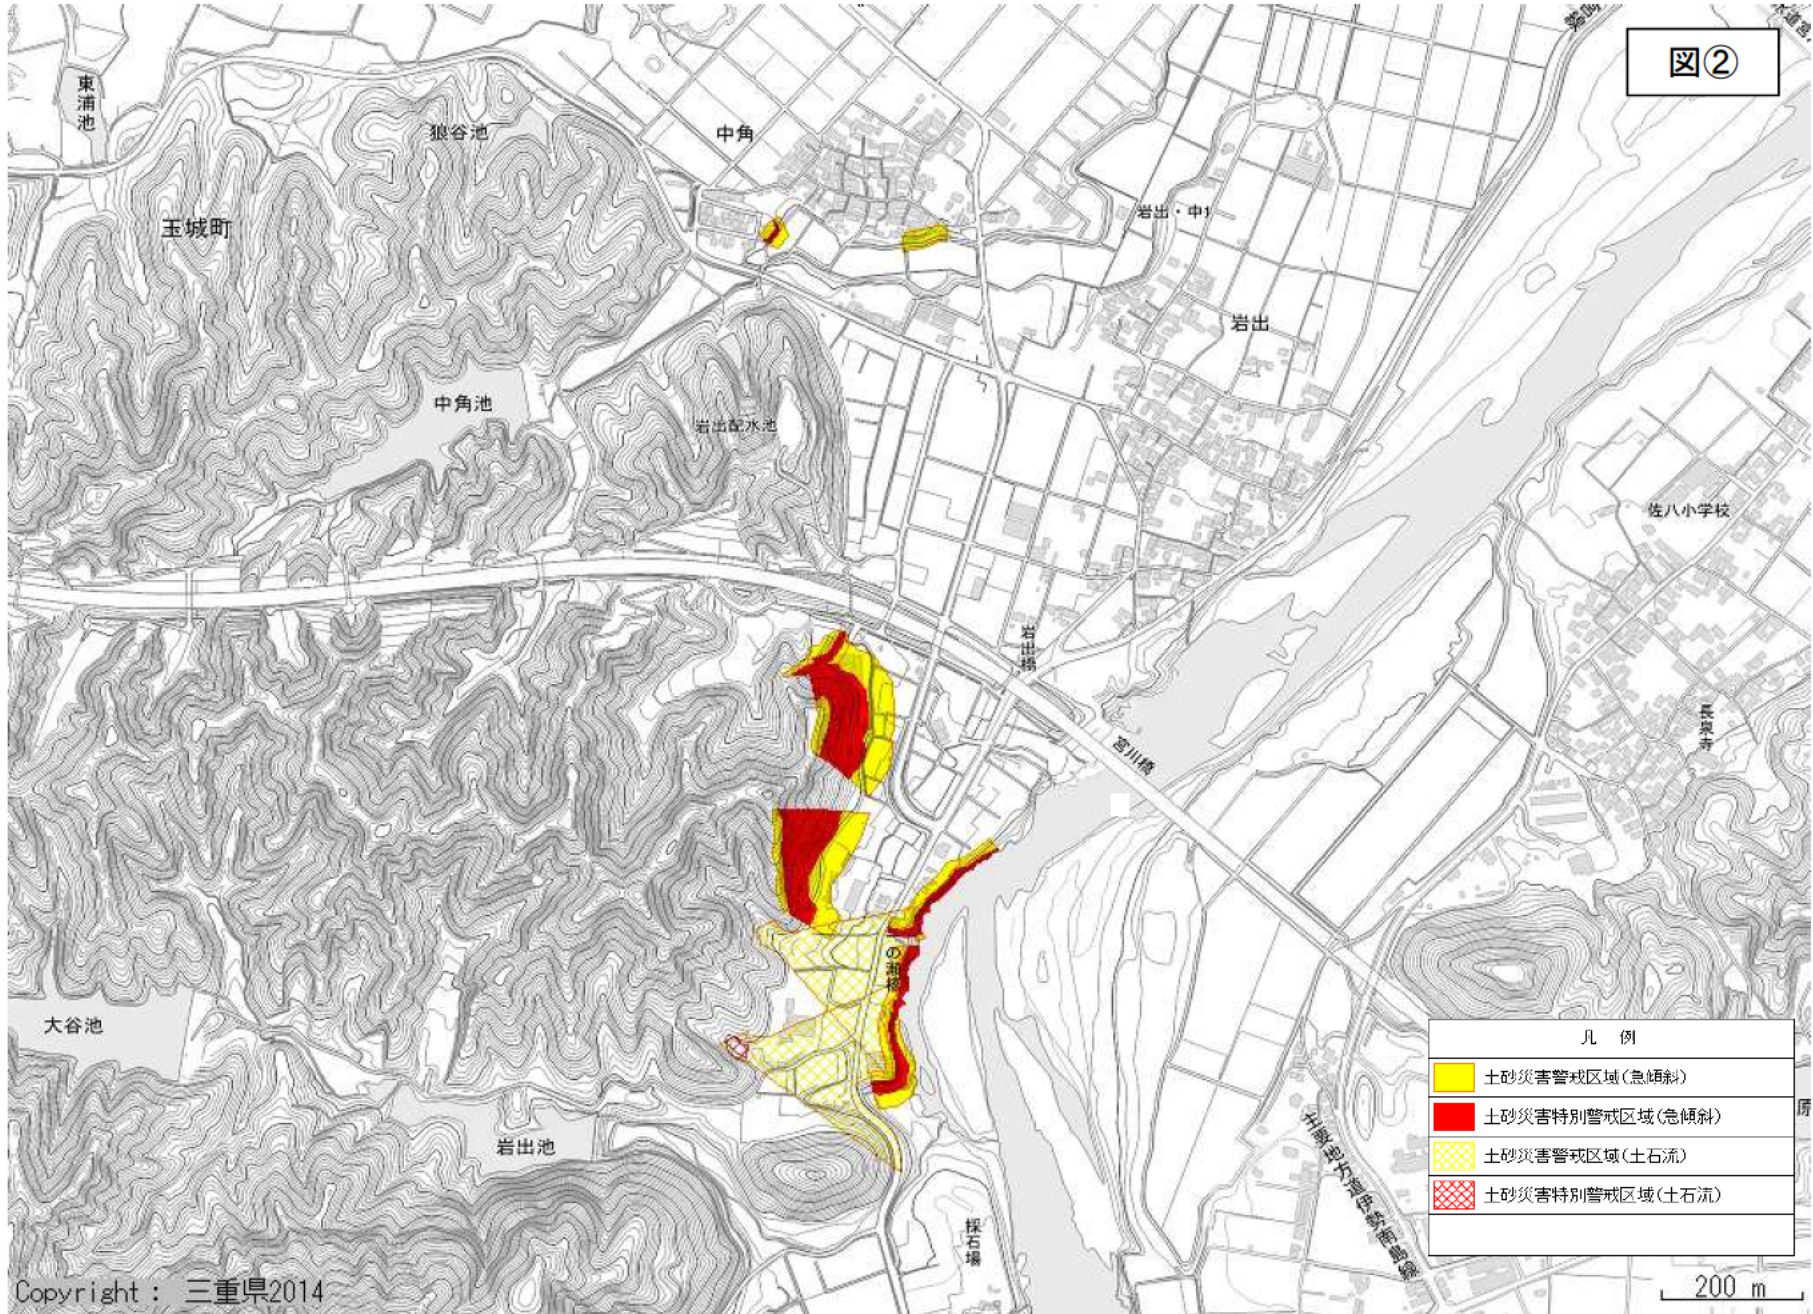 図②
東浦池
狼谷池
中角
玉城町
岩出・中1
岩出
中角池
岩出配水池
佐八小学校
岩出橋
長泉寺
宮川橋
一の瀬橋
大谷池
岩出池
採石場
主要地方道伊勢南島線
原
凡 例
土砂災害警戒区域(急傾斜)
土砂災害特別警戒区域(急傾斜)
土砂災害警戒区域(土石流)
土砂災害特別警戒区域(土石流)
Copyright : 三重県2014
200 m